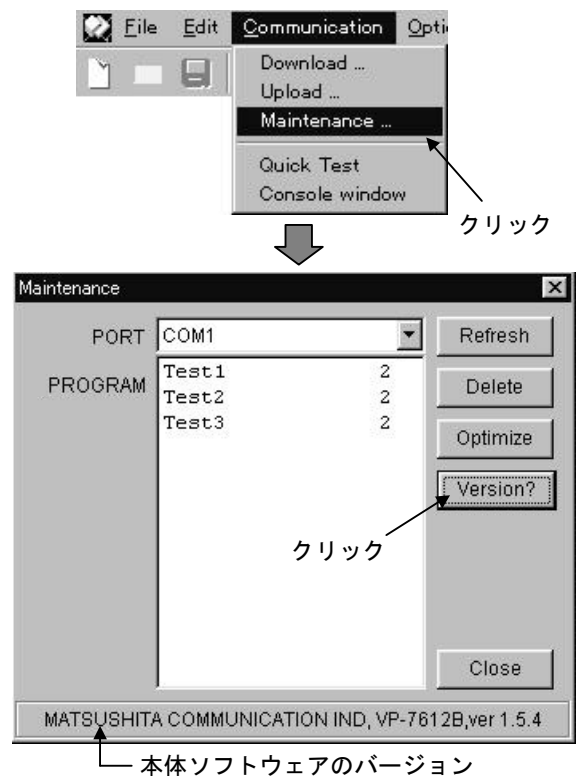 File Edit Communication Opti
Download ...
Upload ...
Maintenance ...
Quick Test
Console window
クリック
Maintenance
PORT COM1 Refresh
PROGRAM Test1 2 Delete
Test2 2
Test3 2 Optimize
Version?
クリック
Close
MATSUSHITA COMMUNICATION IND, VP-7612B,ver 1.5.4
本体ソフトウェアのバージョン